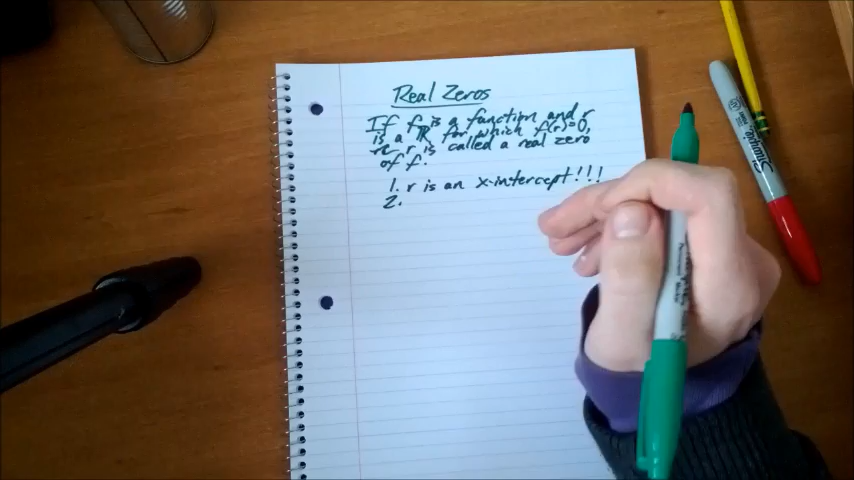 Real Zeros
If f is a function and r
is a ℝ for which f(r)=0,
r is called a real zero
of f.
1. r is an x-intercept!!!
2.
Sharpie